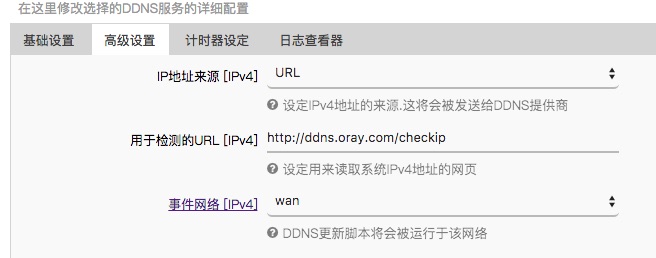 在这里修改选择的DDNS服务的详细配置
基础设置 高级设置 计时器设定 日志查看器
IP地址来源 [IPv4] URL
设定IPv4地址的来源.这将会被发送给DDNS提供商
用于检测的URL [IPv4] http://ddns.oray.com/checkip
设定用来读取系统IPv4地址的网页
事件网络 [IPv4] wan
DDNS更新脚本将会被运行于该网络